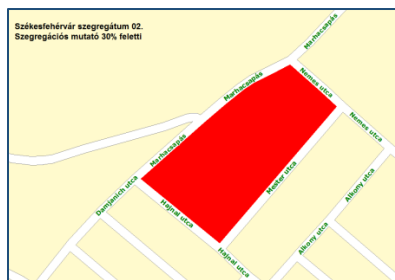 Székesfehérvár szegregátum 02.
Szegregációs mutató 30% feletti
Marhacsapás
Marhacsapás
Nemes utca
Nemes utca
Marhacsapás
Mester utca
Damjanich utca
Hajnal utca
Alkony utca
Hajnal utca
Alkony utca